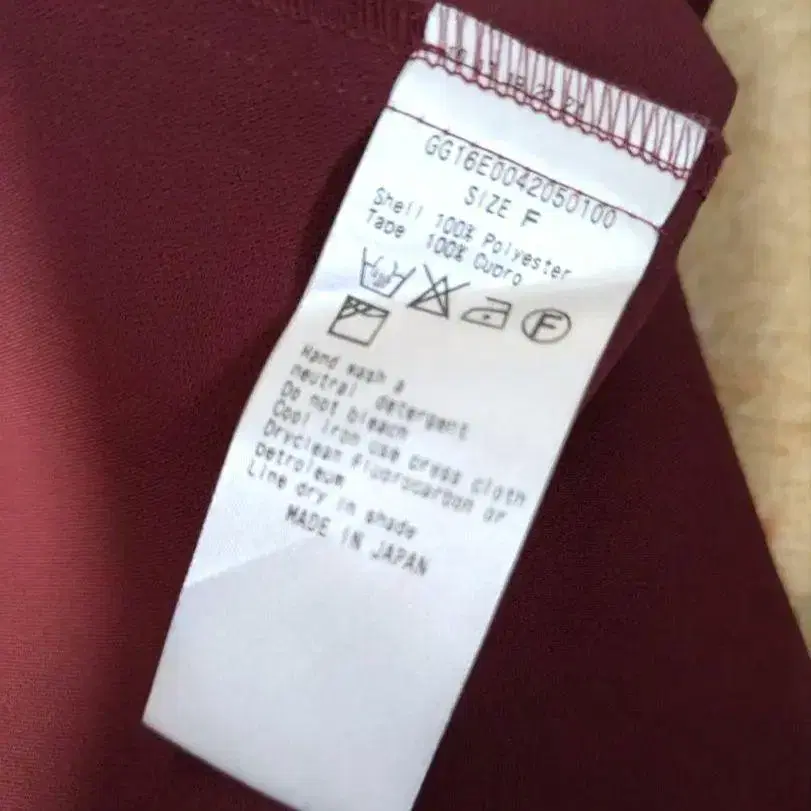 GG16E0042050100
SIZE F
Shell 100% Polyester
Tape 100% Cupro
F
Hand wash a
neutral detergent
Do not bleach
Cool iron use press cloth
Dryclean fluorocarbon or
petroleum
Line dry in shade
MADE IN JAPAN